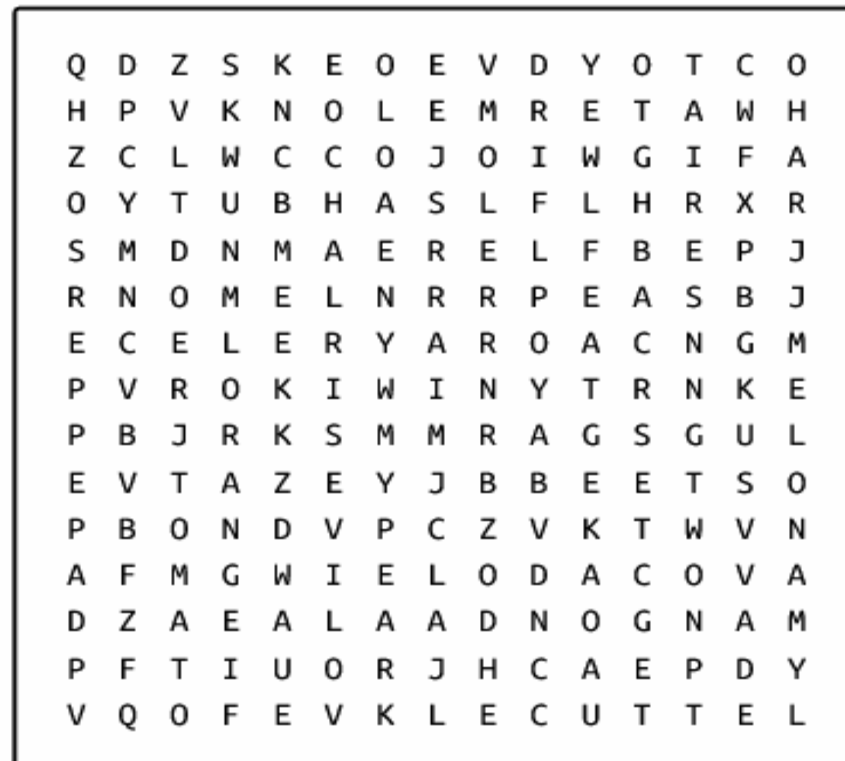 Q D Z S K E O E V D Y O T C O
H P V K N O L E M R E T A W H
Z C L W C C O J O I W G I F A
O Y T U B H A S L F L H R X R
S M D N M A E R E L F B E P J
R N O M E L N R R P E A S B J
E C E L E R Y A R O A C N G M
P V R O K I W I N Y T R N K E
P B J R K S M M R A G S G U L
E V T A Z E Y J B B E E T S O
P B O N D V P C Z V K T W V N
A F M G W I E L O D A C O V A
D Z A E A L A A D N O G N A M
P F T I U O R J H C A E P D Y
V Q O F E V K L E C U T T E L